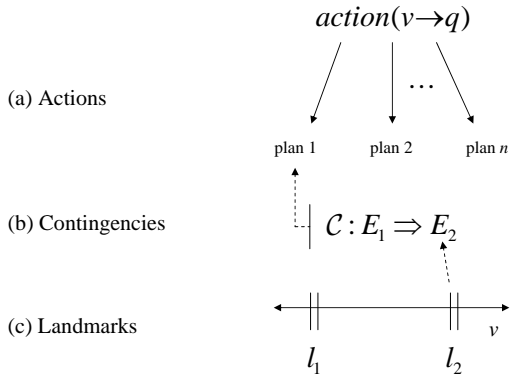 action(v→q)
(a) Actions
…
plan 1 plan 2 plan n
(b) Contingencies
𝒞 : E₁ ⇒ E₂
(c) Landmarks
v
l₁ l₂